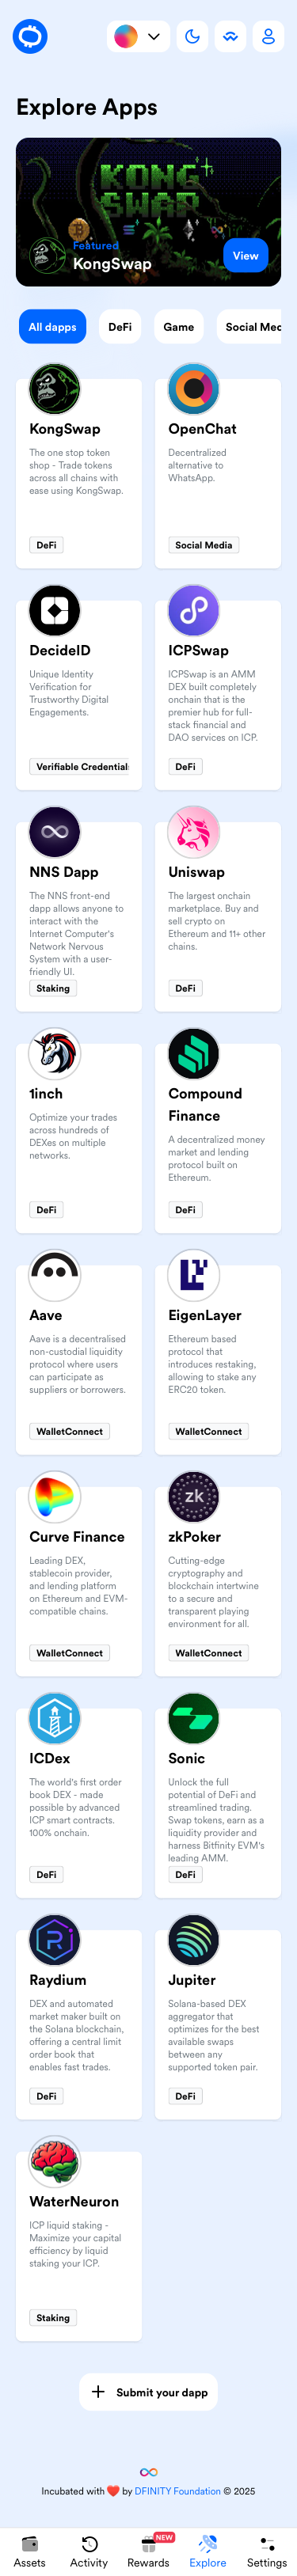 Explore Apps
KONG
SWAP
Featured
KongSwap
View
All dapps
DeFi
Game
Social Med
KongSwap
The one stop token
shop - Trade tokens
across all chains with
ease using KongSwap.
DeFi
OpenChat
Decentralized
alternative to
WhatsApp.
Social Media
DecideID
Unique Identity
Verification for
Trustworthy Digital
Engagements.
Verifiable Credentials
ICPSwap
ICPSwap is an AMM
DEX built completely
onchain that is the
premier hub for full-
stack financial and
DAO services on ICP.
DeFi
NNS Dapp
The NNS front-end
dapp allows anyone to
interact with the
Internet Computer's
Network Nervous
System with a user-
friendly UI.
Staking
Uniswap
The largest onchain
marketplace. Buy and
sell crypto on
Ethereum and 11+ other
chains.
DeFi
1inch
Optimize your trades
across hundreds of
DEXes on multiple
networks.
DeFi
Compound
Finance
A decentralized money
market and lending
protocol built on
Ethereum.
DeFi
Aave
Aave is a decentralised
non-custodial liquidity
protocol where users
can participate as
suppliers or borrowers.
WalletConnect
EigenLayer
Ethereum based
protocol that
introduces restaking,
allowing to stake any
ERC20 token.
WalletConnect
Curve Finance
Leading DEX,
stablecoin provider,
and lending platform
on Ethereum and EVM-
compatible chains.
WalletConnect
zk
zkPoker
Cutting-edge
cryptography and
blockchain intertwine
to a secure and
transparent playing
environment for all.
WalletConnect
ICDex
The world's first order
book DEX - made
possible by advanced
ICP smart contracts.
100% onchain.
DeFi
Sonic
Unlock the full
potential of DeFi and
streamlined trading.
Swap tokens, earn as a
liquidity provider and
harness Bitfinity EVM's
leading AMM.
DeFi
Raydium
DEX and automated
market maker built on
the Solana blockchain,
offering a central limit
order book that
enables fast trades.
DeFi
Jupiter
Solana-based DEX
aggregator that
optimizes for the best
available swaps
between any
supported token pair.
DeFi
WaterNeuron
ICP liquid staking -
Maximize your capital
efficiency by liquid
staking your ICP.
Staking
Submit your dapp
Incubated with ❤️ by DFINITY Foundation © 2025
NEW
Assets
Activity
Rewards
Explore
Settings